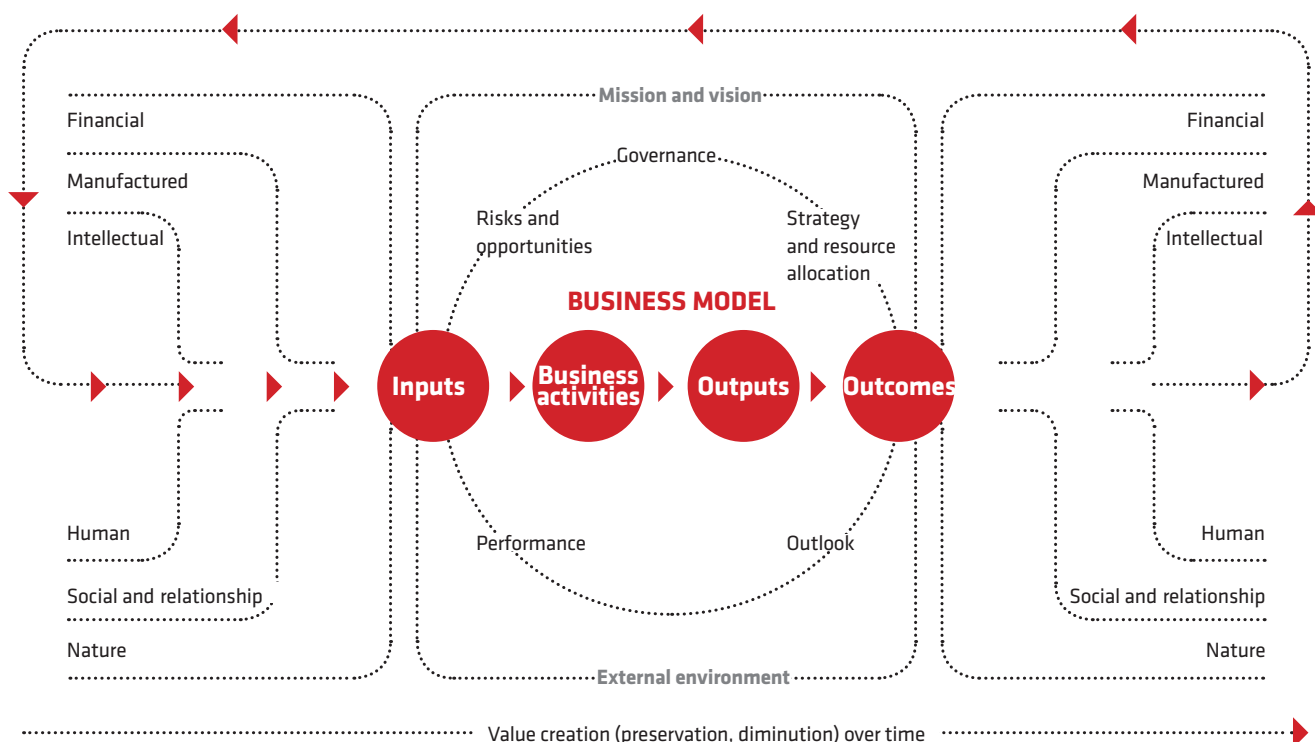 Mission and vision
Financial
Manufactured
Intellectual
Human
Social and relationship
Nature
Governance
Risks and
opportunities
Strategy
and resource
allocation
BUSINESS MODEL
Inputs
Business
activities
Outputs
Outcomes
Performance
Outlook
External environment
Financial
Manufactured
Intellectual
Human
Social and relationship
Nature
Value creation (preservation, diminution) over time